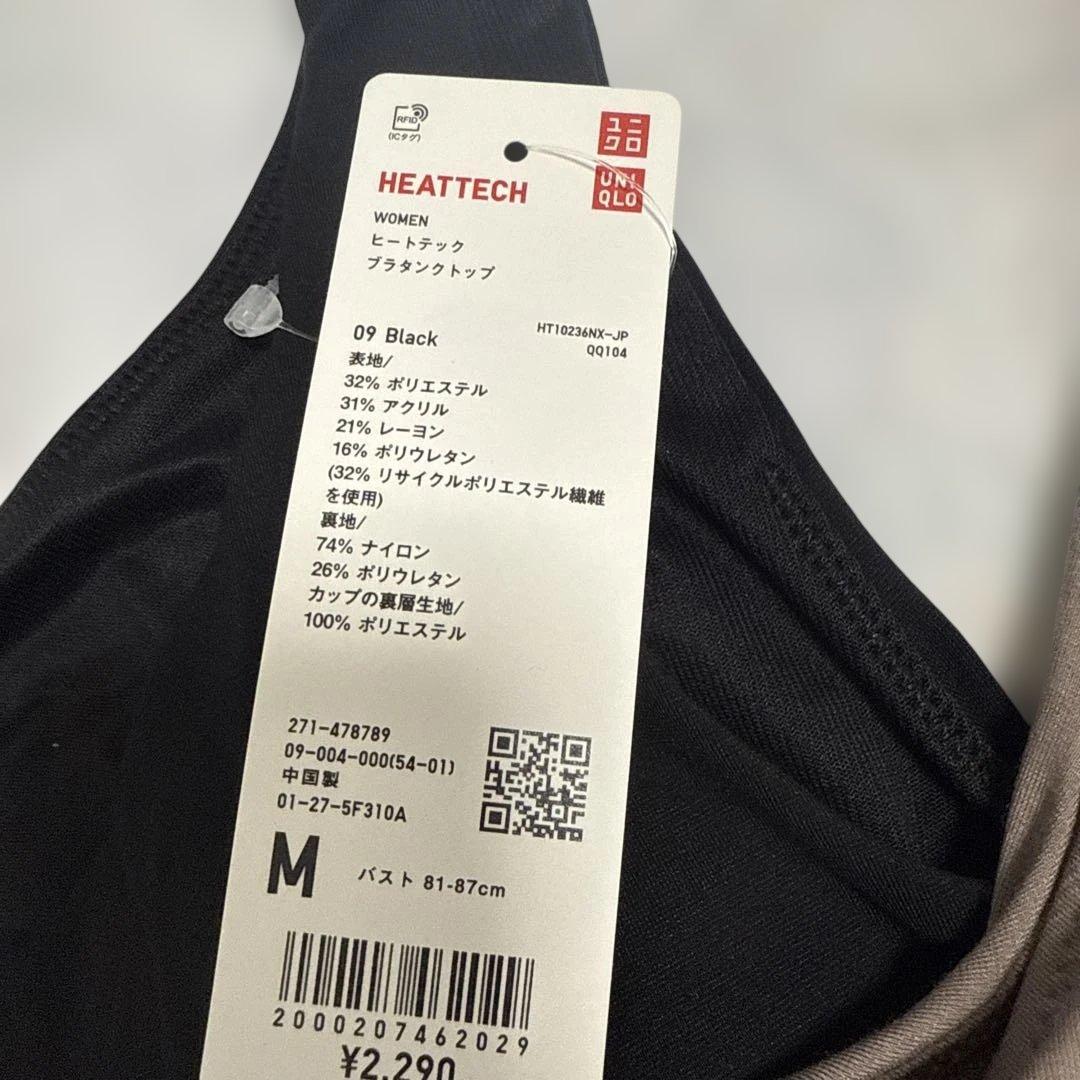 RFID
(ICタグ)
ユニ
クロ
UNI
QLO
HEATTECH
WOMEN
ヒートテック
ブラタンクトップ
09 Black
HT10236NX-JP
QQ104
表地/
32% ポリエステル
31% アクリル
21% レーヨン
16% ポリウレタン
(32% リサイクルポリエステル繊維
を使用)
裏地/
74% ナイロン
26% ポリウレタン
カップの裏層生地/
100% ポリエステル
271-478789
09-004-000(54-01)
中国製
01-27-5F310A
M バスト 81-87cm
2000207462029
¥2,290